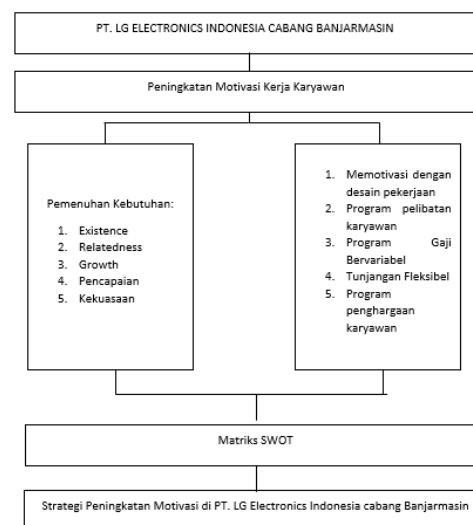 PT. LG ELECTRONICS INDONESIA CABANG BANJARMASIN
Peningkatan Motivasi Kerja Karyawan
Pemenuhan Kebutuhan:
1. Existence
2. Relatedness
3. Growth
4. Pencapaian
5. Kekuasaan
1. Memotivasi dengan
desain pekerjaan
2. Program pelibatan
karyawan
3. Program Gaji
Bervariabel
4. Tunjangan Fleksibel
5. Program
penghargaan
karyawan
Matriks SWOT
Strategi Peningkatan Motivasi di PT. LG Electronics Indonesia cabang Banjarmasin